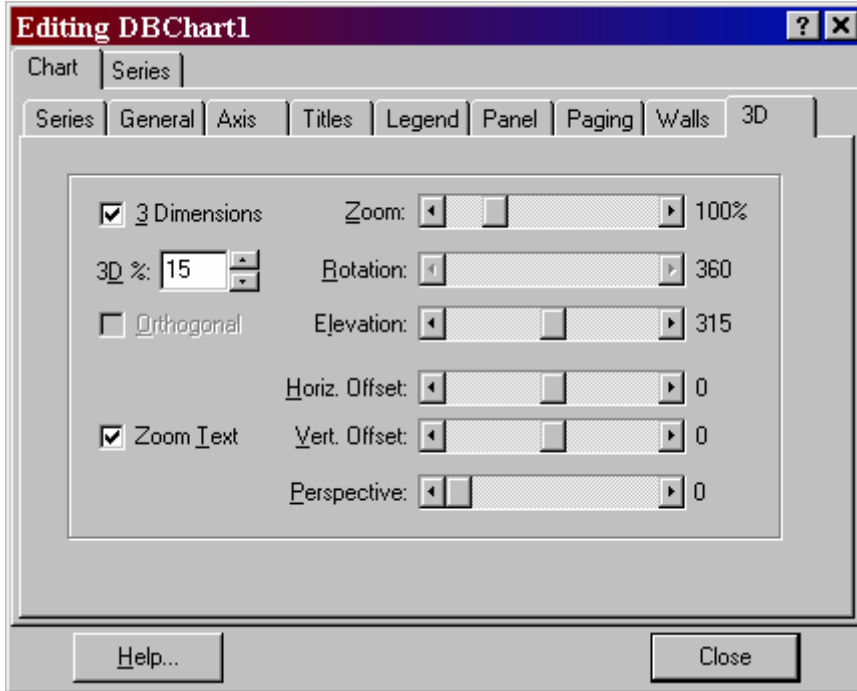 Editing DBChart1
Chart Series
Series General Axis Titles Legend Panel Paging Walls 3D
3 Dimensions Zoom: 100%
3D %: 15 Rotation: 360
Orthogonal Elevation: 315
Horiz. Offset: 0
Zoom Text Vert. Offset: 0
Perspective: 0
Help... Close